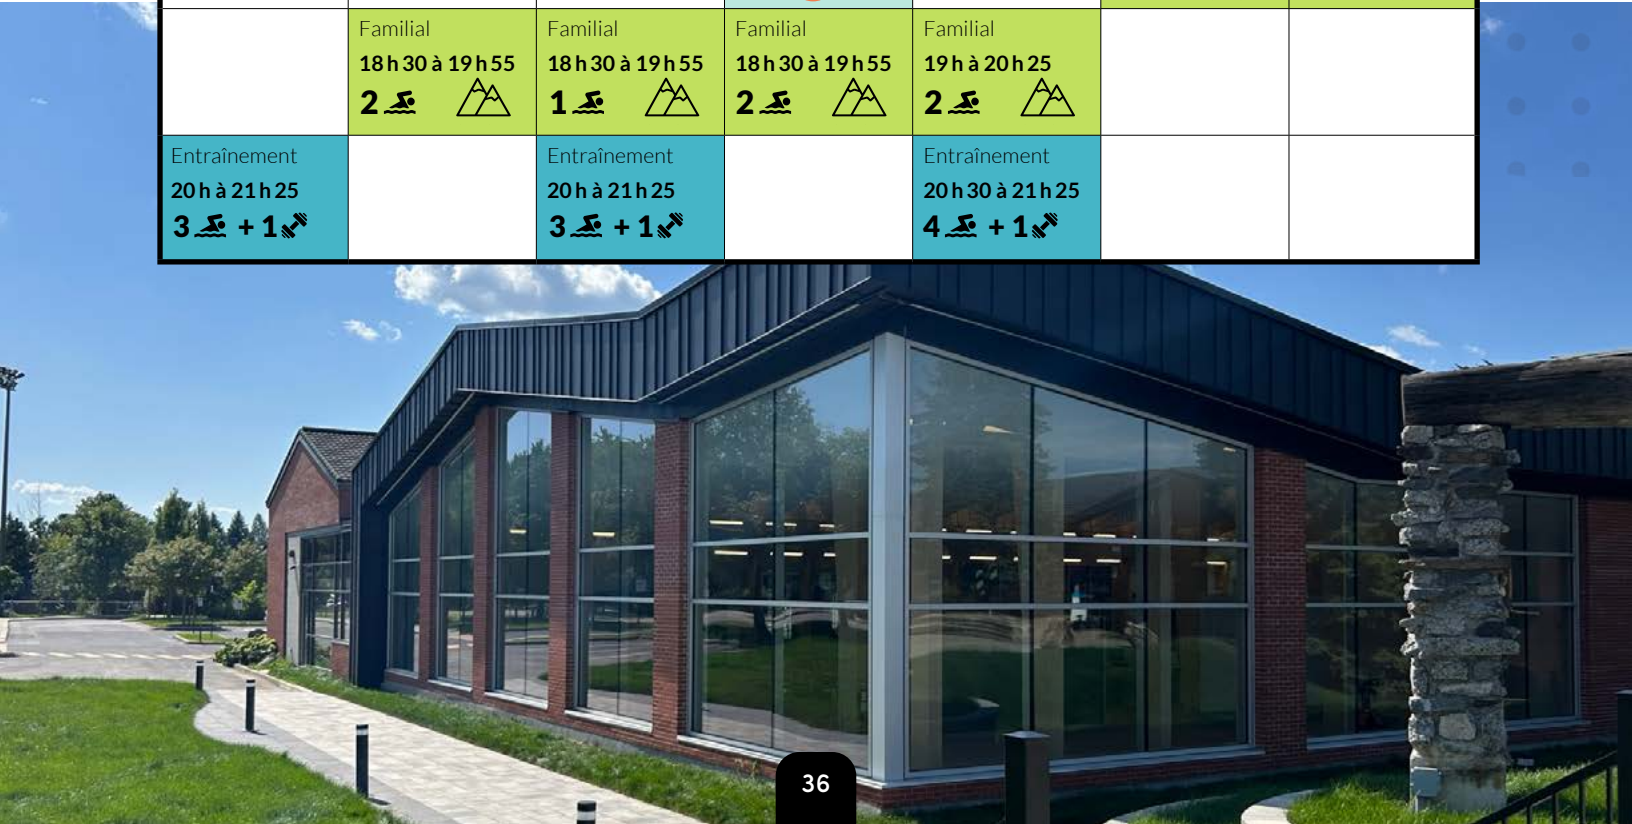 Familial
18 h 30 à 19 h 55
2
Familial
18 h 30 à 19 h 55
1
Familial
18 h 30 à 19 h 55
2
Familial
19 h à 20 h 25
2
Entraînement
20 h à 21 h 25
3 + 1
Entraînement
20 h à 21 h 25
3 + 1
Entraînement
20 h 30 à 21 h 25
4 + 1
36